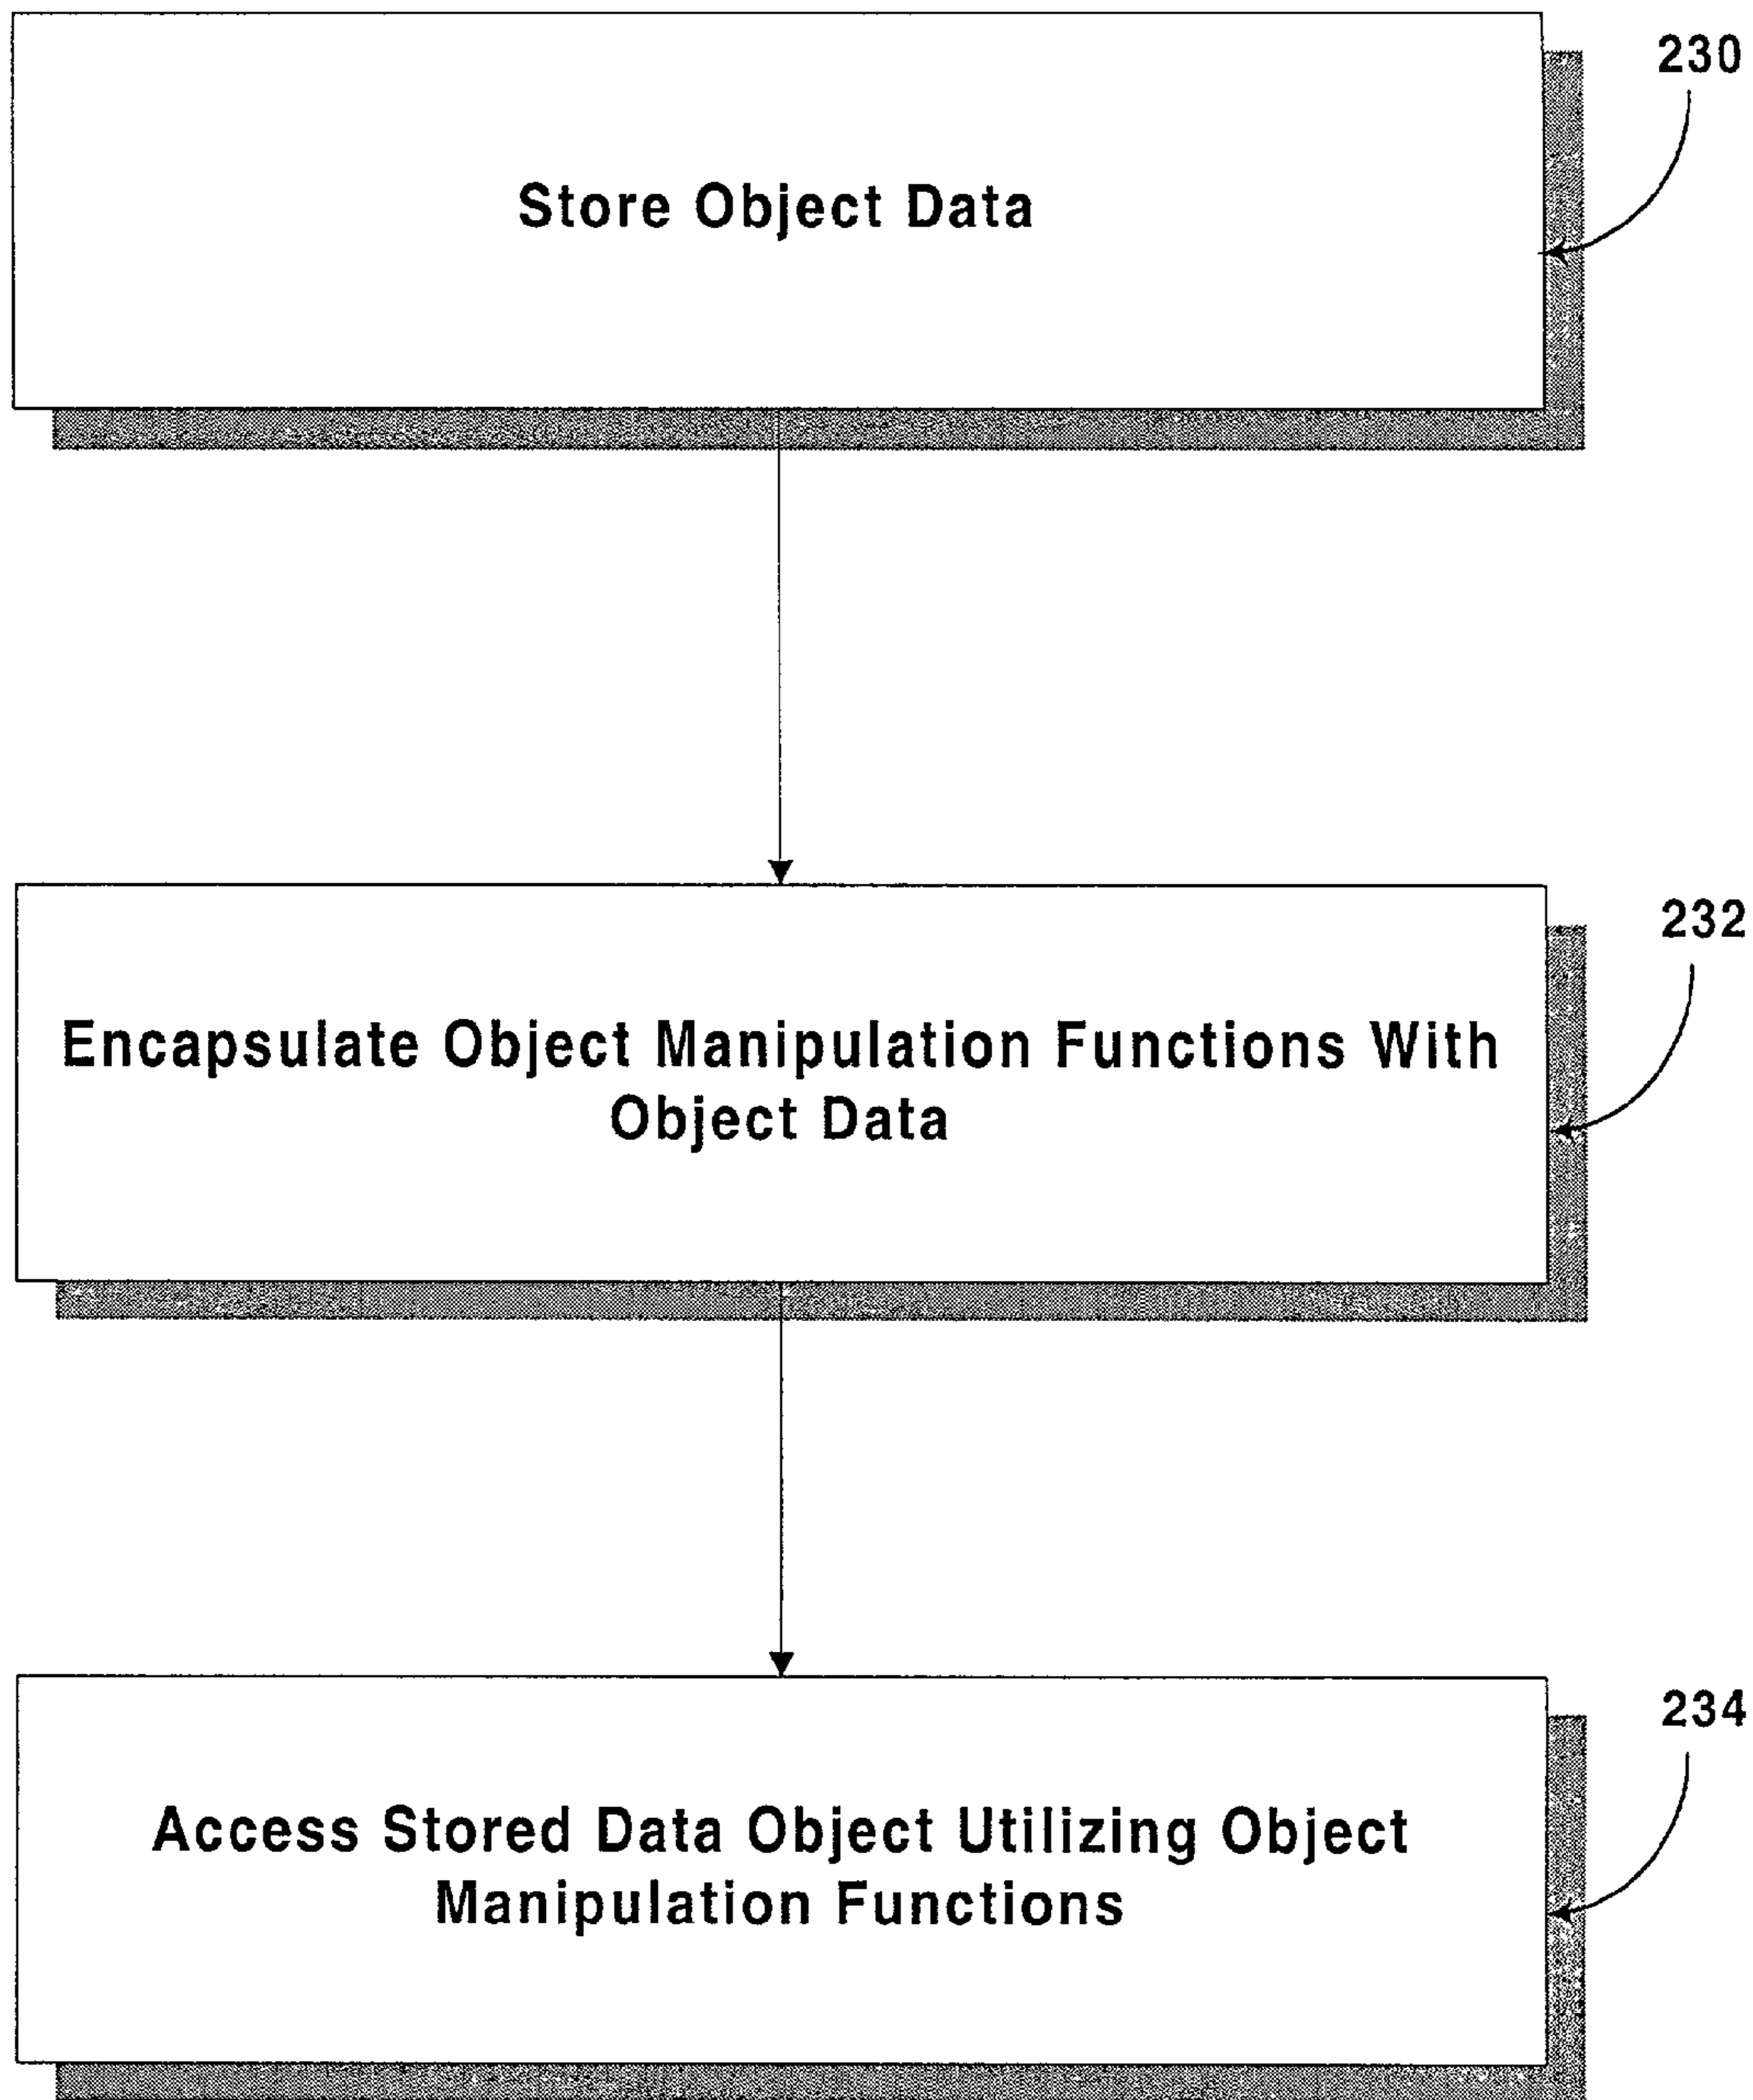 230
Store Object Data
232
Encapsulate Object Manipulation Functions With
Object Data
234
Access Stored Data Object Utilizing Object
Manipulation Functions